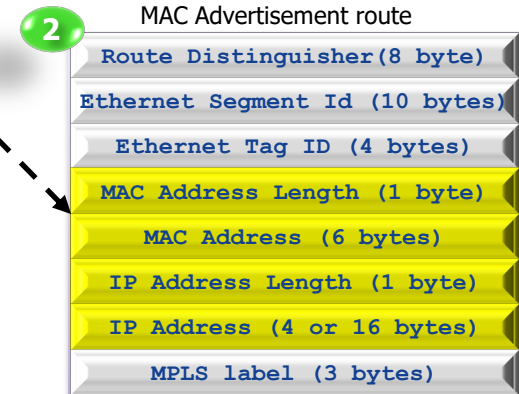 MAC Advertisement route
2
Route Distinguisher(8 byte)
Ethernet Segment Id (10 bytes)
Ethernet Tag ID (4 bytes)
MAC Address Length (1 byte)
MAC Address (6 bytes)
IP Address Length (1 byte)
IP Address (4 or 16 bytes)
MPLS label (3 bytes)